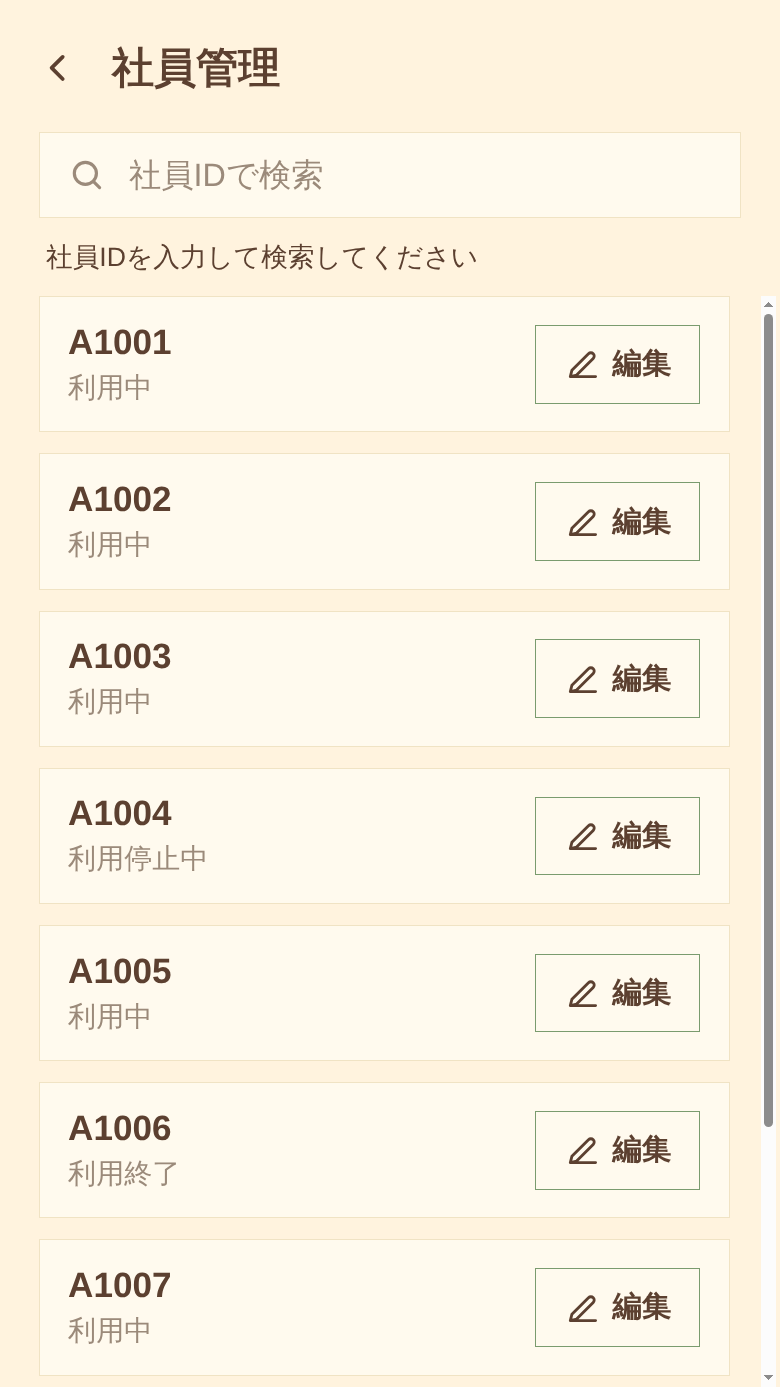 社員管理
社員IDで検索
社員IDを入力して検索してください
A1001
利用中
編集
A1002
利用中
編集
A1003
利用中
編集
A1004
利用停止中
編集
A1005
利用中
編集
A1006
利用終了
編集
A1007
利用中
編集